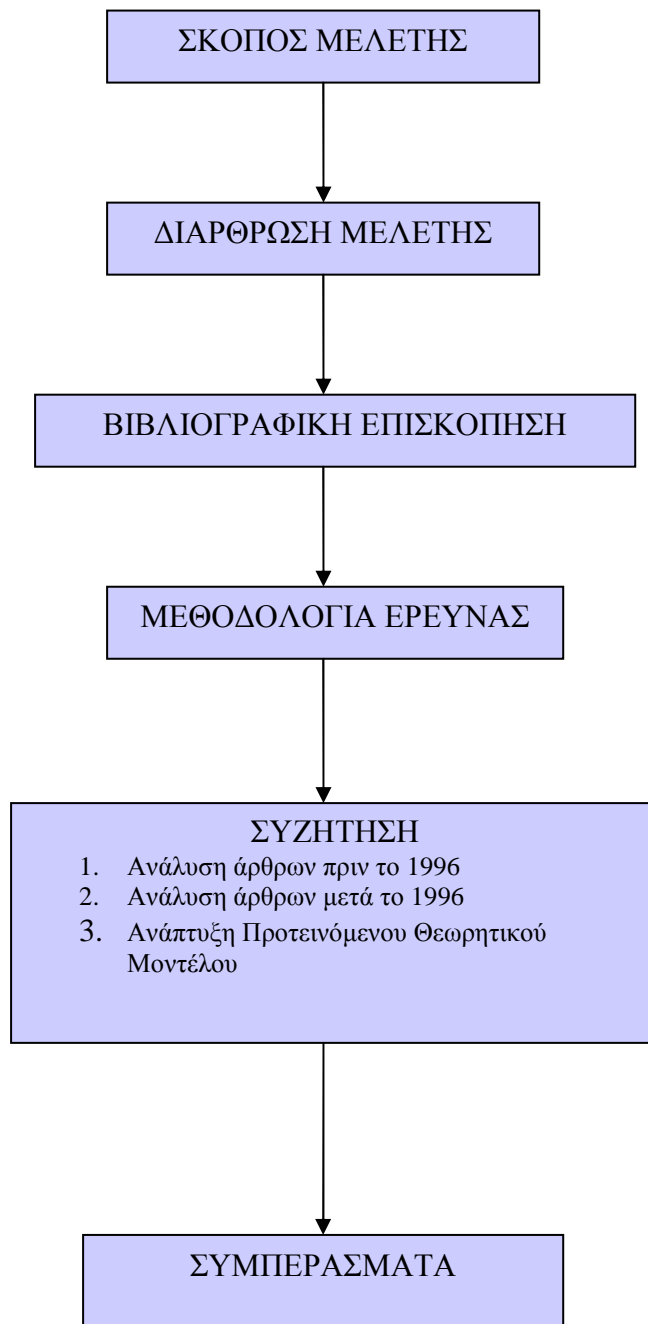 ΣΚΟΠΟΣ ΜΕΛΕΤΗΣ
ΔΙΑΡΘΡΩΣΗ ΜΕΛΕΤΗΣ
ΒΙΒΛΙΟΓΡΑΦΙΚΗ ΕΠΙΣΚΟΠΗΣΗ
ΜΕΘΟΔΟΛΟΓΙΑ ΕΡΕΥΝΑΣ
ΣΥΖΗΤΗΣΗ
1. Ανάλυση άρθρων πριν το 1996
2. Ανάλυση άρθρων μετά το 1996
3. Ανάπτυξη Προτεινόμενου Θεωρητικού
Μοντέλου
ΣΥΜΠΕΡΑΣΜΑΤΑ